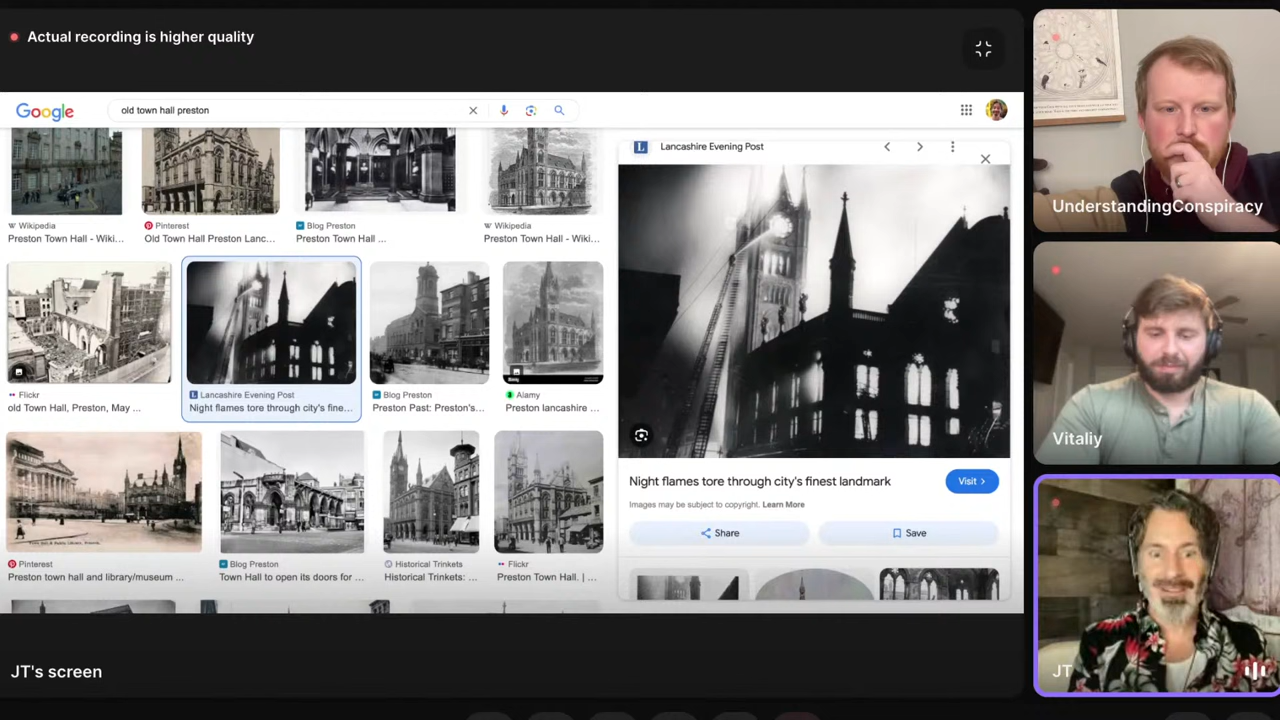 Actual recording is higher quality
Google
old town hall preston
Wikipedia
Preston Town Hall - Wiki...
Pinterest
Old Town Hall Preston Lanc...
Blog Preston
Preston Town Hall ...
Wikipedia
Preston Town Hall - Wiki...
Flickr
old Town Hall, Preston, May ...
Lancashire Evening Post
Night flames tore through city's fine...
Blog Preston
Preston Past: Preston's...
Alamy
Preston lancashire ...
Pinterest
Preston town hall and library/museum ...
Blog Preston
Town Hall to open its doors for ...
Historical Trinkets
Historical Trinkets: ...
Flickr
Preston Town Hall. | ...
L Lancashire Evening Post
Night flames tore through city's finest landmark
Visit
Images may be subject to copyright. Learn More
Share
Save
JT's screen
UnderstandingConspiracy
Vitaliy
JT